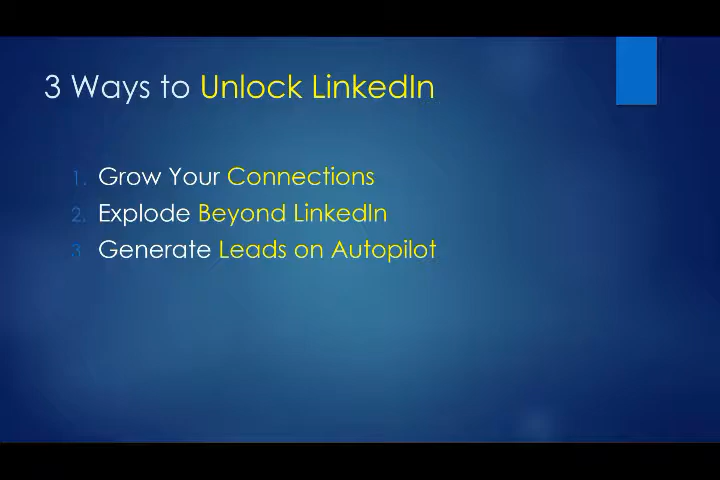 3 Ways to Unlock LinkedIn
1. Grow Your Connections
2. Explode Beyond LinkedIn
3. Generate Leads on Autopilot